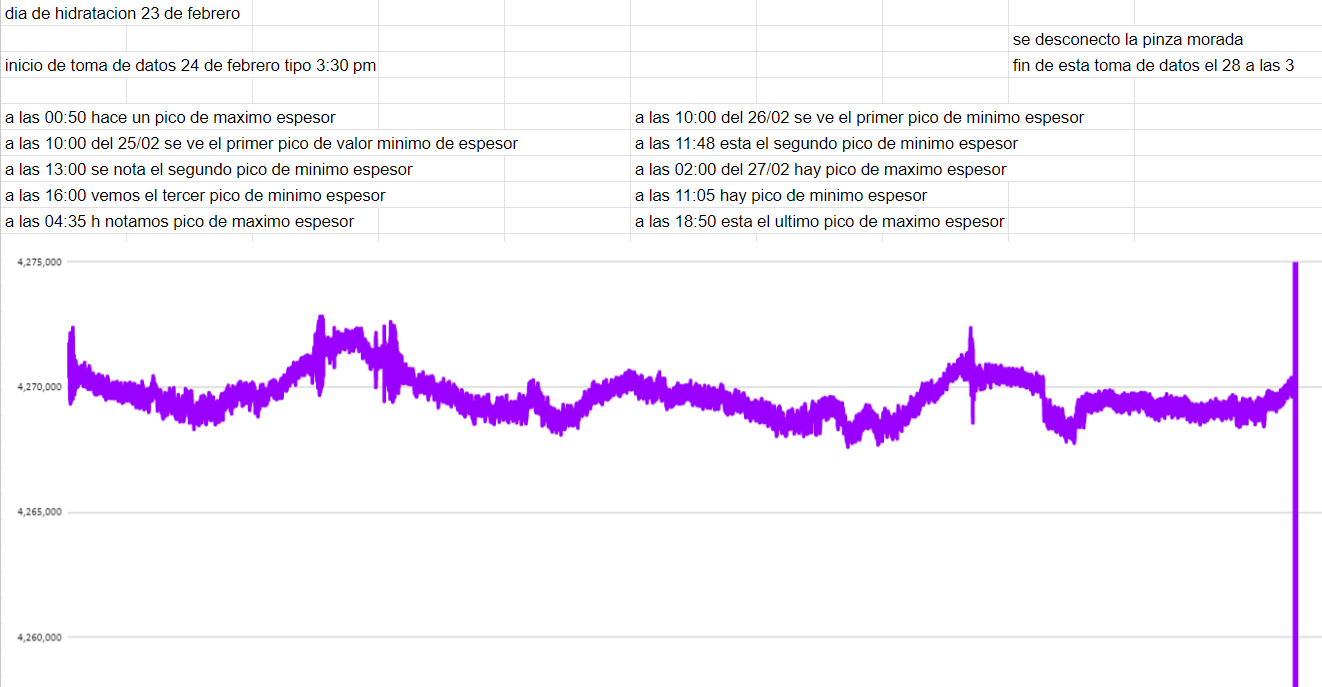 dia de hidratacion 23 de febrero
se desconecto la pinza morada
inicio de toma de datos 24 de febrero tipo 3:30 pm
fin de esta toma de datos el 28 a las 3
a las 00:50 hace un pico de maximo espesor
a las 10:00 del 26/02 se ve el primer pico de minimo espesor
a las 10:00 del 25/02 se ve el primer pico de valor minimo de espesor
a las 11:48 esta el segundo pico de minimo espesor
a las 13:00 se nota el segundo pico de minimo espesor
a las 02:00 del 27/02 hay pico de maximo espesor
a las 16:00 vemos el tercer pico de minimo espesor
a las 11:05 hay pico de minimo espesor
a las 04:35 h notamos pico de maximo espesor
a las 18:50 esta el ultimo pico de maximo espesor
4,275,000
4,270,000
4,265,000
4,260,000